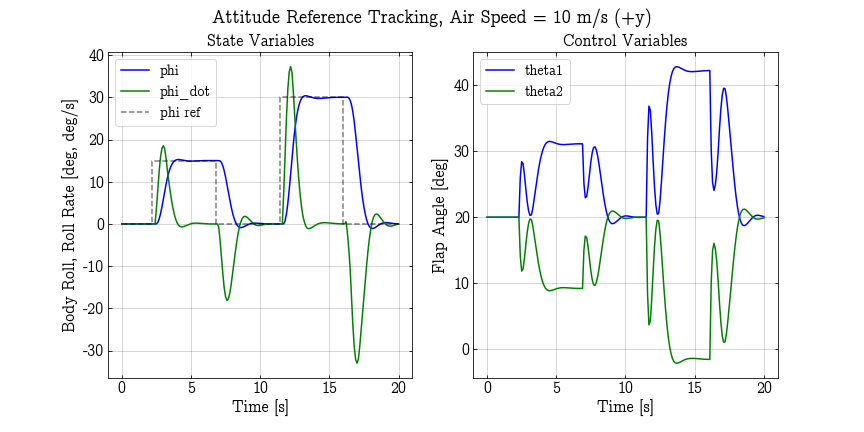 Attitude Reference Tracking, Air Speed = 10 m/s (+y)
State Variables
Control Variables
phi
phi_dot
phi ref
theta1
theta2
Body Roll, Roll Rate [deg, deg/s]
40
30
20
10
0
-10
-20
-30
0
5
10
15
20
Time [s]
Flap Angle [deg]
40
30
20
10
0
0
5
10
15
20
Time [s]